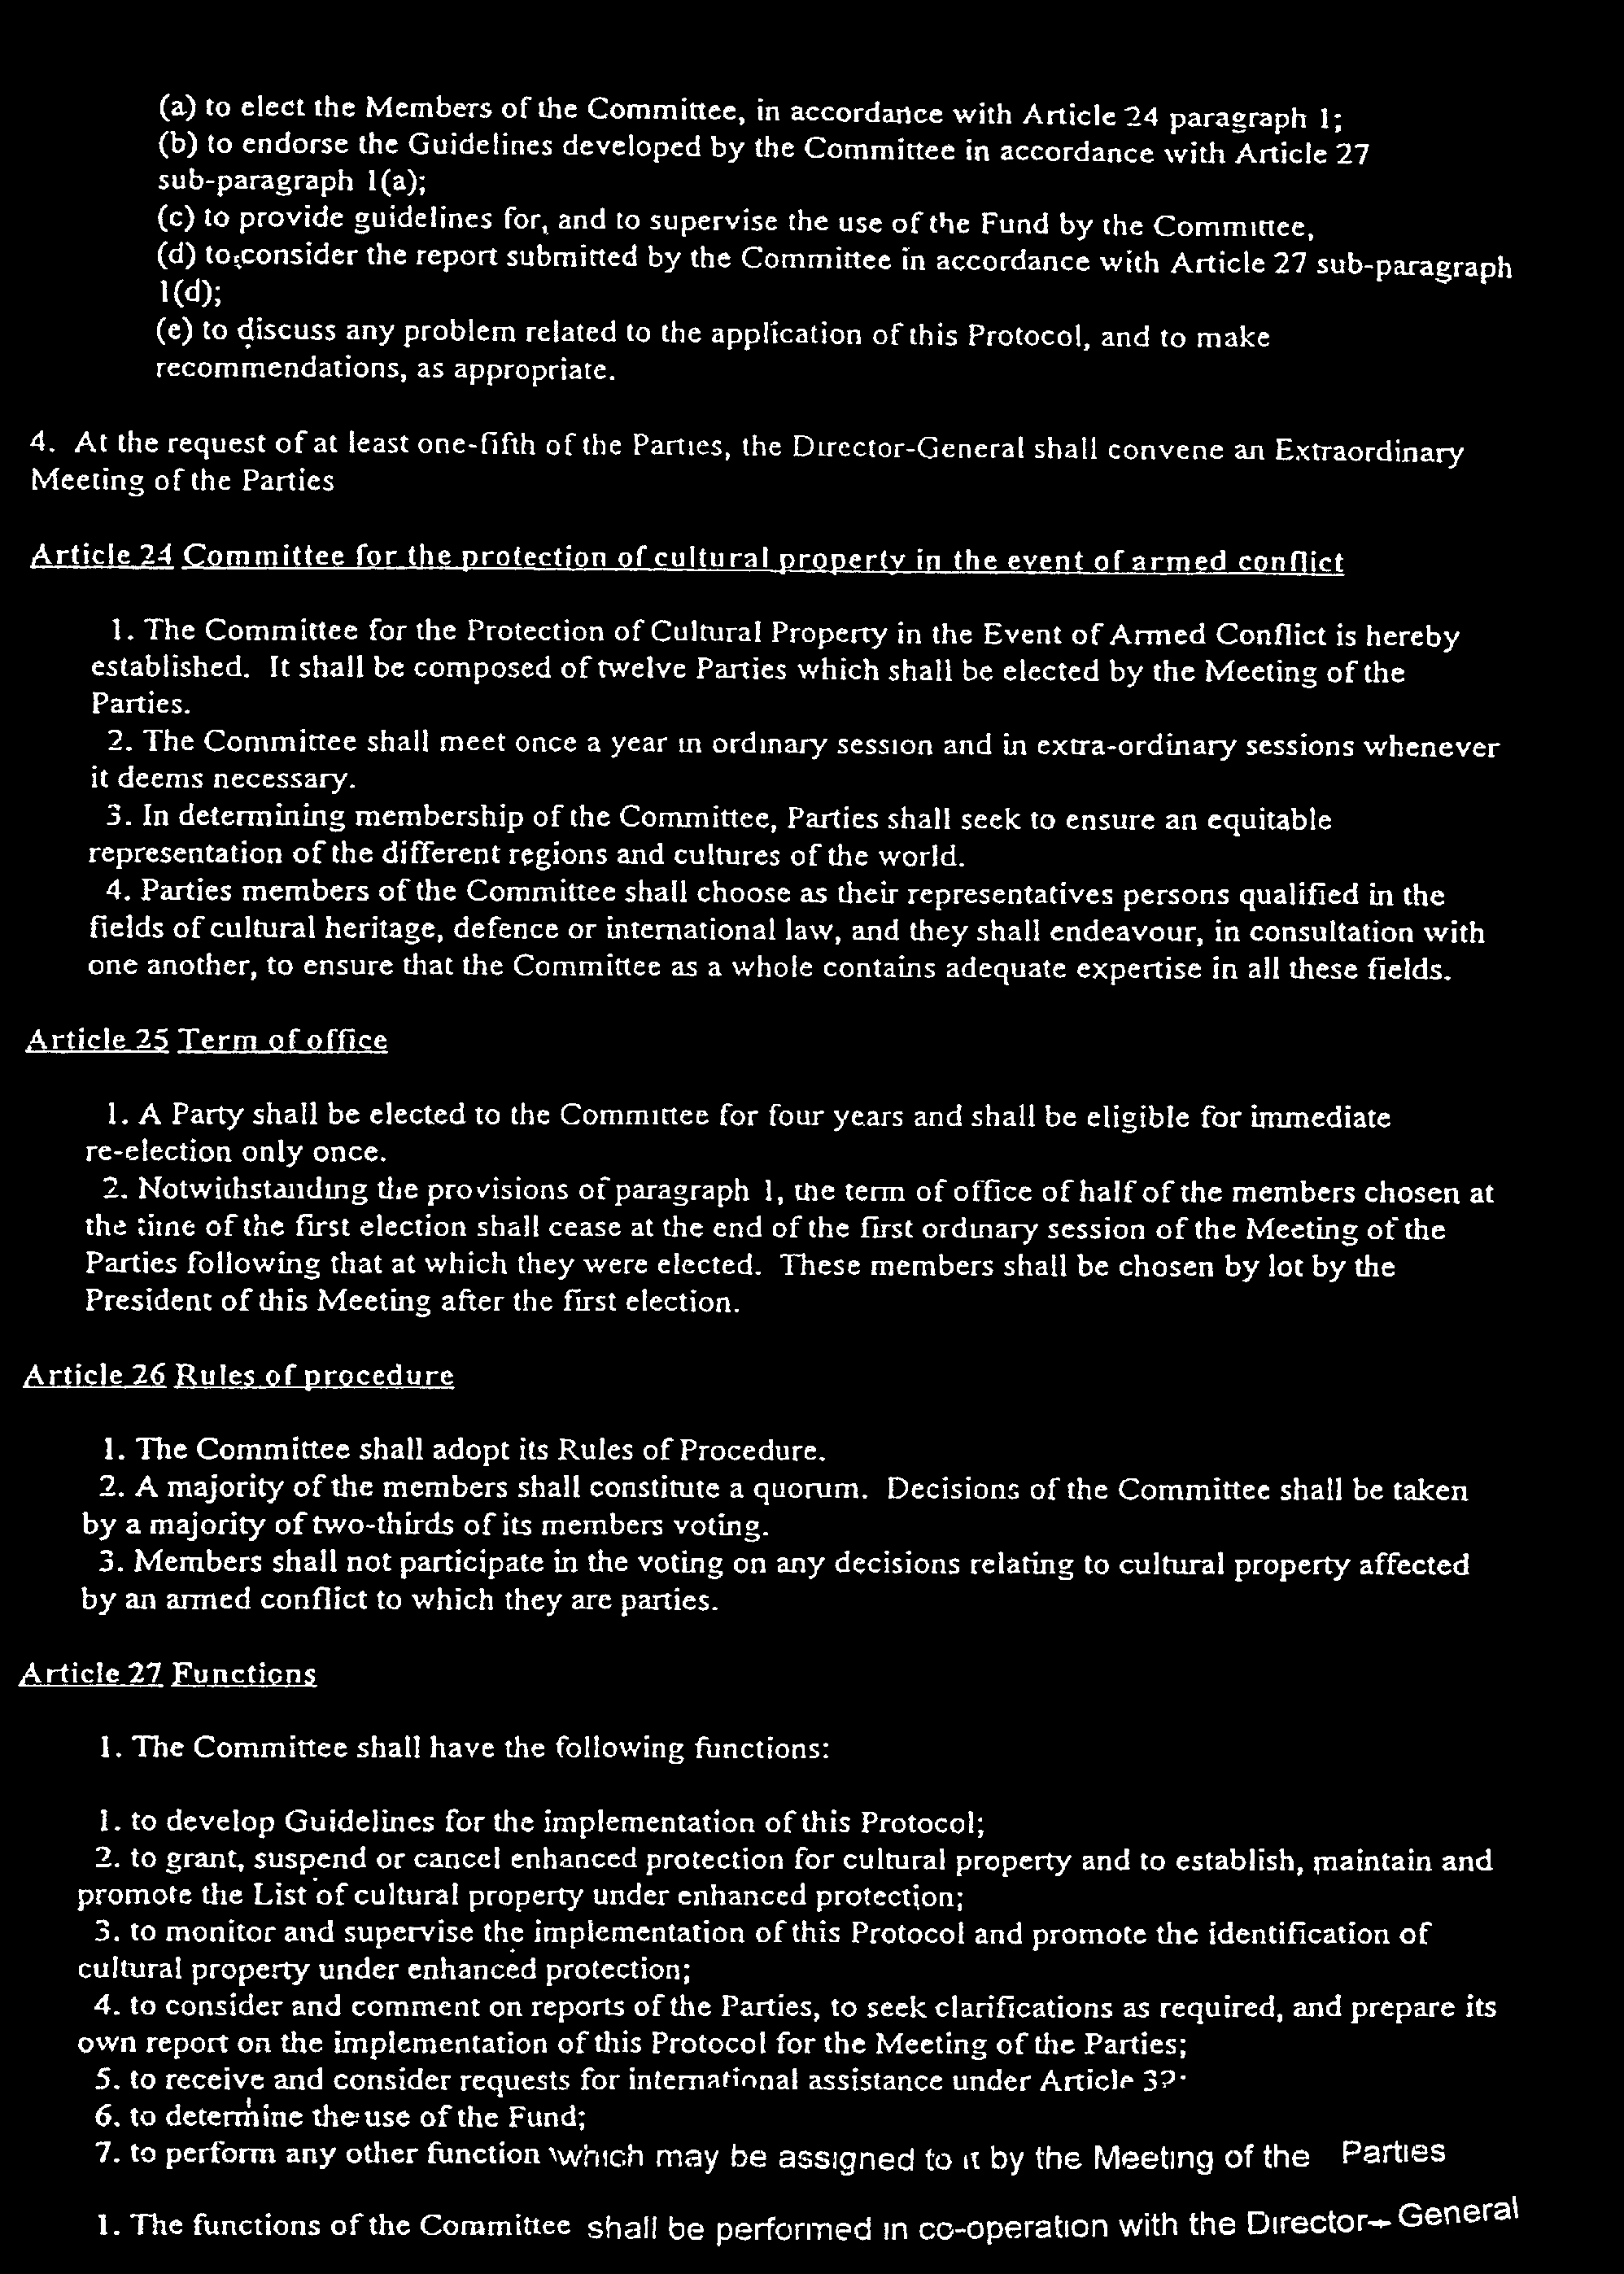 (a) to elect the Members of the Committee, in accordance with Article 24 paragraph 1;
(b) to endorse the Guidelines developed by the Committee in accordance with Article 27
sub-paragraph 1(a);
(c) to provide guidelines for, and to supervise the use of the Fund by the Committee,
(d) to consider the report submitted by the Committee in accordance with Article 27 sub-paragraph
1(d);
(e) to discuss any problem related to the application of this Protocol, and to make
recommendations, as appropriate.
4. At the request of at least one-fifth of the Parties, the Director-General shall convene an Extraordinary
Meeting of the Parties
Article 24 Committee for the protection of cultural property in the event of armed conflict
1. The Committee for the Protection of Cultural Property in the Event of Armed Conflict is hereby
established. It shall be composed of twelve Parties which shall be elected by the Meeting of the
Parties.
2. The Committee shall meet once a year in ordinary session and in extra-ordinary sessions whenever
it deems necessary.
3. In determining membership of the Committee, Parties shall seek to ensure an equitable
representation of the different regions and cultures of the world.
4. Parties members of the Committee shall choose as their representatives persons qualified in the
fields of cultural heritage, defence or international law, and they shall endeavour, in consultation with
one another, to ensure that the Committee as a whole contains adequate expertise in all these fields.
Article 25 Term of office
1. A Party shall be elected to the Committee for four years and shall be eligible for immediate
re-election only once.
2. Notwithstanding the provisions of paragraph 1, the term of office of half of the members chosen at
the time of the first election shall cease at the end of the first ordinary session of the Meeting of the
Parties following that at which they were elected. These members shall be chosen by lot by the
President of this Meeting after the first election.
Article 26 Rules of procedure
1. The Committee shall adopt its Rules of Procedure.
2. A majority of the members shall constitute a quorum. Decisions of the Committee shall be taken
by a majority of two-thirds of its members voting.
3. Members shall not participate in the voting on any decisions relating to cultural property affected
by an armed conflict to which they are parties.
Article 27 Functions
1. The Committee shall have the following functions:
1. to develop Guidelines for the implementation of this Protocol;
2. to grant, suspend or cancel enhanced protection for cultural property and to establish, maintain and
promote the List of cultural property under enhanced protection;
3. to monitor and supervise the implementation of this Protocol and promote the identification of
cultural property under enhanced protection;
4. to consider and comment on reports of the Parties, to seek clarifications as required, and prepare its
own report on the implementation of this Protocol for the Meeting of the Parties;
5. to receive and consider requests for international assistance under Article
6. to determine the use of the Fund;
7. to perform any other function which may be assigned to it by the Meeting of the Parties
1. The functions of the Committee shall be performed in co-operation with the Director-General